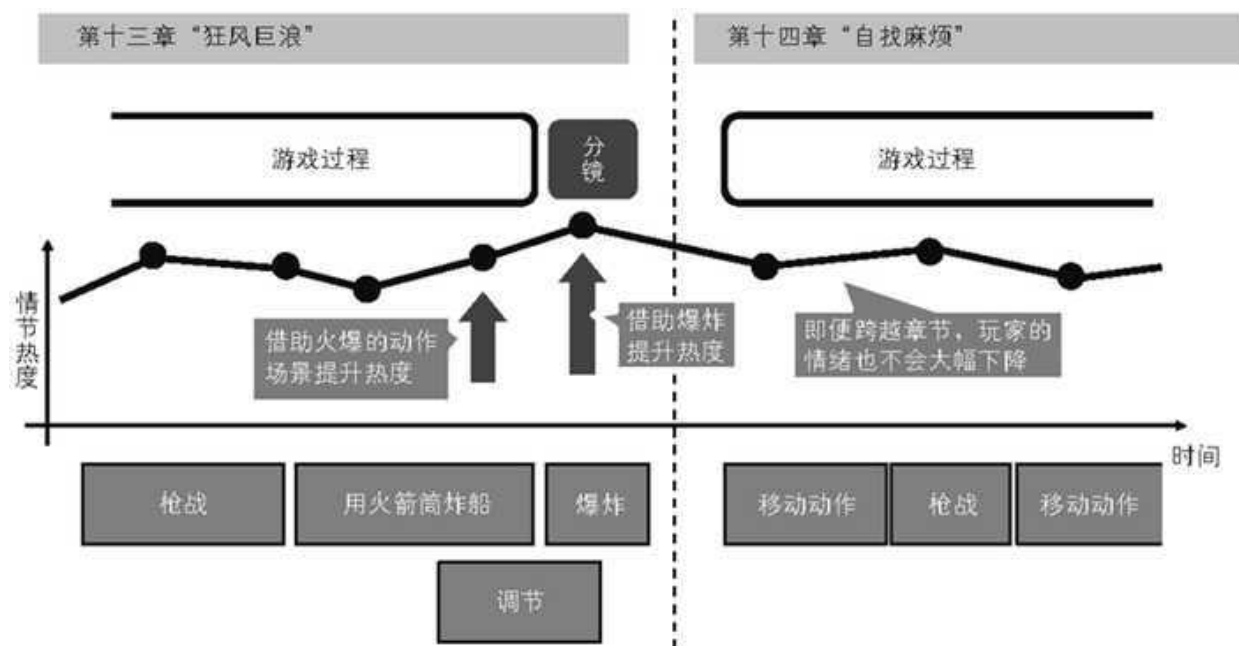 第十三章“狂风巨浪”
第十四章“自找麻烦”
游戏过程
分
镜
游戏过程
情节热度
借助火爆的动作
场景提升热度
借助爆炸
提升热度
即便跨越章节，玩家的
情绪也不会大幅下降
时间
枪战
用火箭筒炸船
爆炸
移动动作
枪战
移动动作
调节